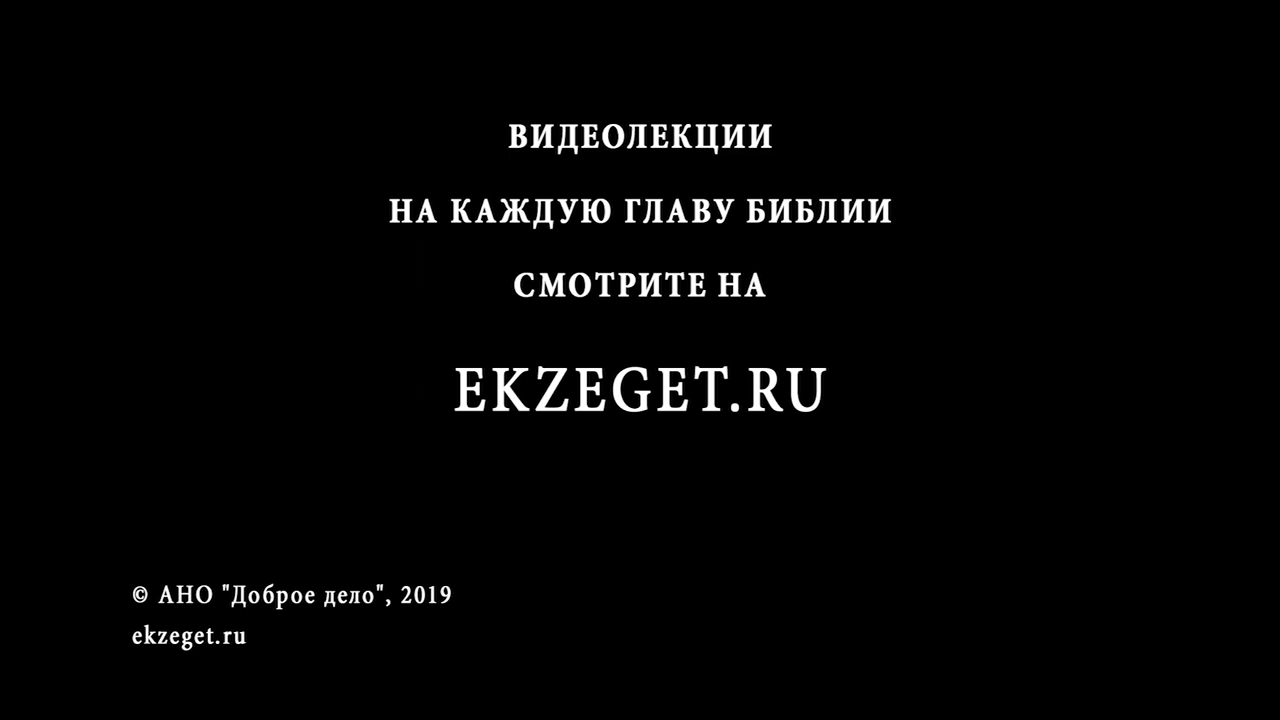 ВИДЕОЛЕКЦИИ
НА КАЖДУЮ ГЛАВУ БИБЛИИ
СМОТРИТЕ НА
EKZEGET.RU
© АНО "Доброе дело", 2019
ekzeget.ru